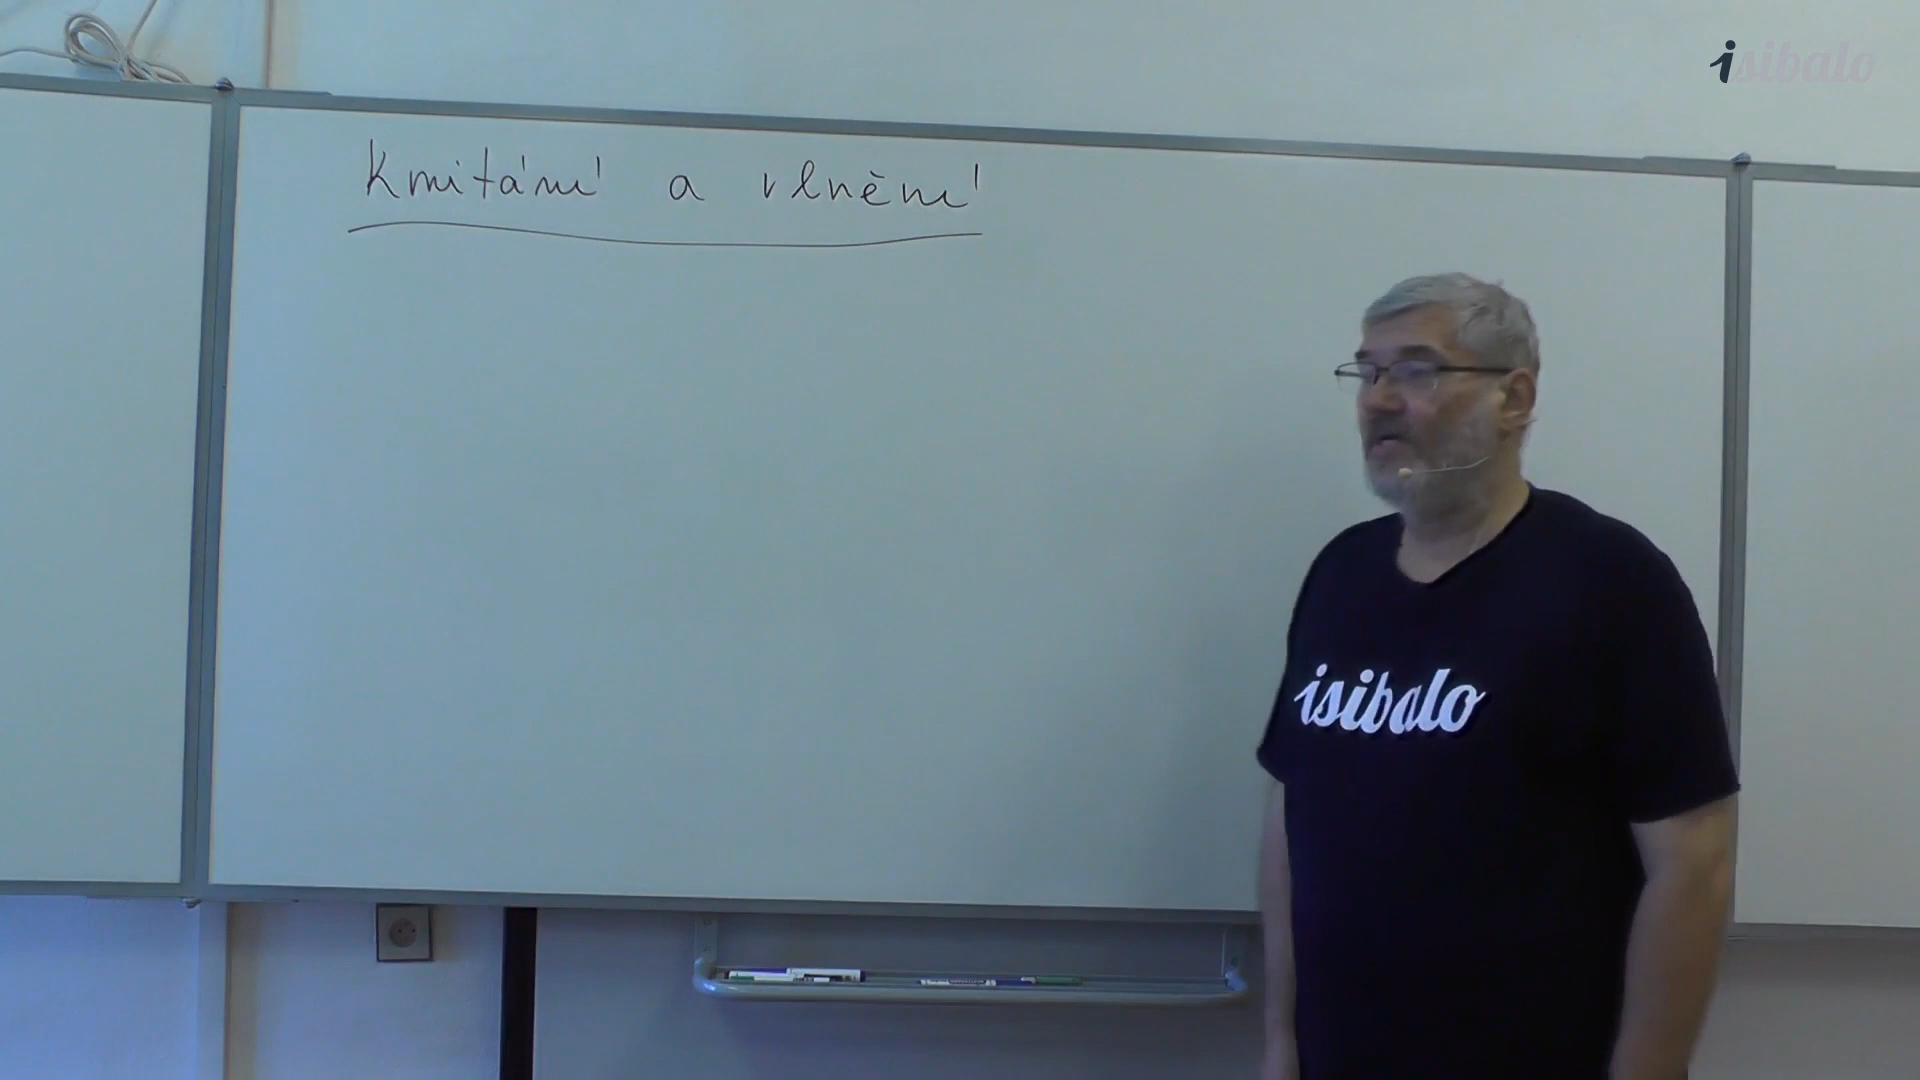 isibalo
Kmitání a vlnění
isibalo